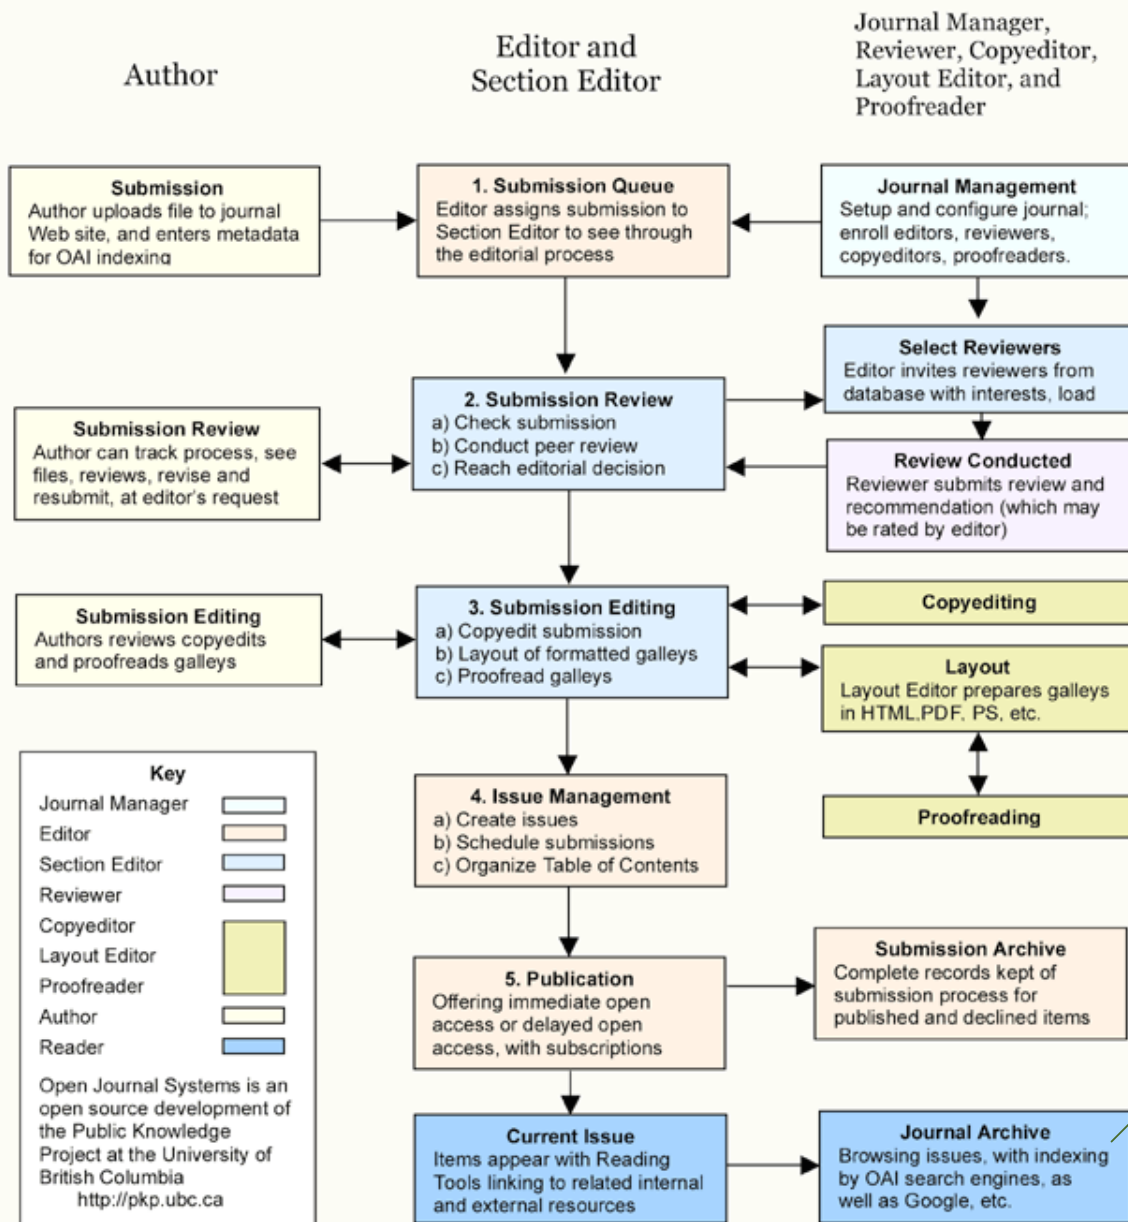 Author
Editor and
Section Editor
Journal Manager,
Reviewer, Copyeditor,
Layout Editor, and
Proofreader
Submission
Author uploads file to journal
Web site, and enters metadata
for OAI indexing
1. Submission Queue
Editor assigns submission to
Section Editor to see through
the editorial process
Journal Management
Setup and configure journal;
enroll editors, reviewers,
copyeditors, proofreaders.
Select Reviewers
Editor invites reviewers from
database with interests, load
Submission Review
Author can track process, see
files, reviews, revise and
resubmit, at editor's request
2. Submission Review
a) Check submission
b) Conduct peer review
c) Reach editorial decision
Review Conducted
Reviewer submits review and
recommendation (which may
be rated by editor)
Submission Editing
Authors reviews copyedits
and proofreads galleys
3. Submission Editing
a) Copyedit submission
b) Layout of formatted galleys
c) Proofread galleys
Copyediting
Layout
Layout Editor prepares galleys
in HTML.PDF. PS, etc.
Proofreading
4. Issue Management
a) Create issues
b) Schedule submissions
c) Organize Table of Contents
5. Publication
Offering immediate open
access or delayed open
access, with subscriptions
Submission Archive
Complete records kept of
submission process for
published and declined items
Current Issue
Items appear with Reading
Tools linking to related internal
and external resources
Journal Archive
Browsing issues, with indexing
by OAI search engines, as
well as Google, etc.
Key
Journal Manager
Editor
Section Editor
Reviewer
Copyeditor
Layout Editor
Proofreader
Author
Reader
Open Journal Systems is an
open source development of
the Public Knowledge
Project at the University of
British Columbia
http://pkp.ubc.ca